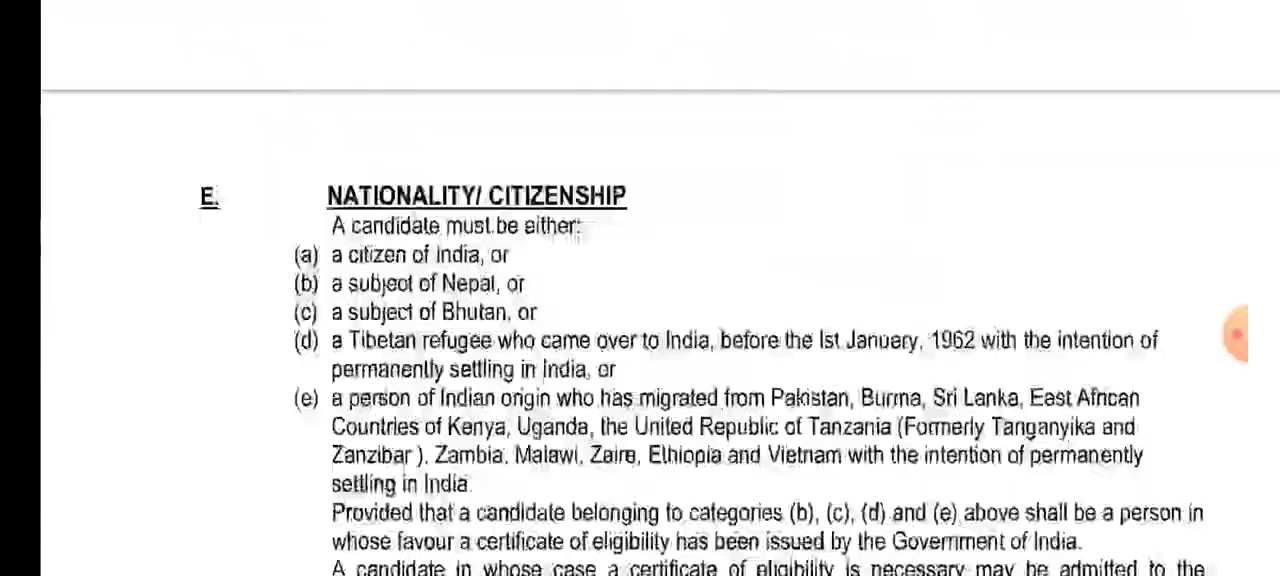 E. NATIONALITY/ CITIZENSHIP
A candidate must be either:
(a) a citizen of India, or
(b) a subject of Nepal, or
(c) a subject of Bhutan, or
(d) a Tibetan refugee who came over to India, before the Ist January, 1962 with the intention of
permanently settling in India, or
(e) a person of Indian origin who has migrated from Pakistan, Burma, Sri Lanka, East African
Countries of Kenya, Uganda, the United Republic of Tanzania (Formerly Tanganyika and
Zanzibar ), Zambia, Malawi, Zaire, Ethiopia and Vietnam with the intention of permanently
settling in India.
Provided that a candidate belonging to categories (b), (c), (d) and (e) above shall be a person in
whose favour a certificate of eligibility has been issued by the Government of India.
A candidate in whose case a certificate of eligibility is necessary may be admitted to the